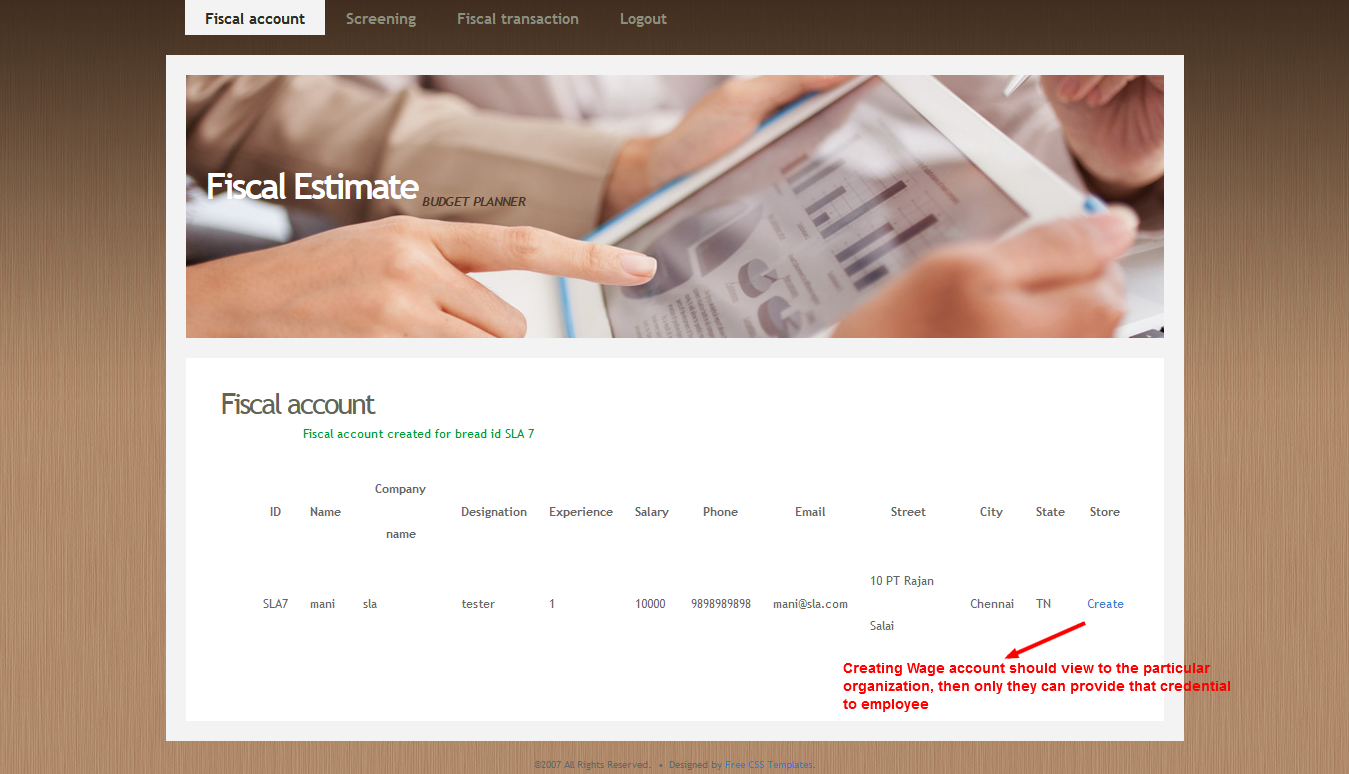 Fiscal account Screening Fiscal transaction Logout
Fiscal Estimate BUDGET PLANNER
Fiscal account
Fiscal account created for bread id SLA 7
ID Name Company name Designation Experience Salary Phone Email Street City State Store
SLA7 mani sla tester 1 10000 9898989898 mani@sla.com 10 PT Rajan Salai Chennai TN Create
Creating Wage account should view to the particular
organization, then only they can provide that credential
to employee
©2007 All Rights Reserved. • Designed by Free CSS Templates.